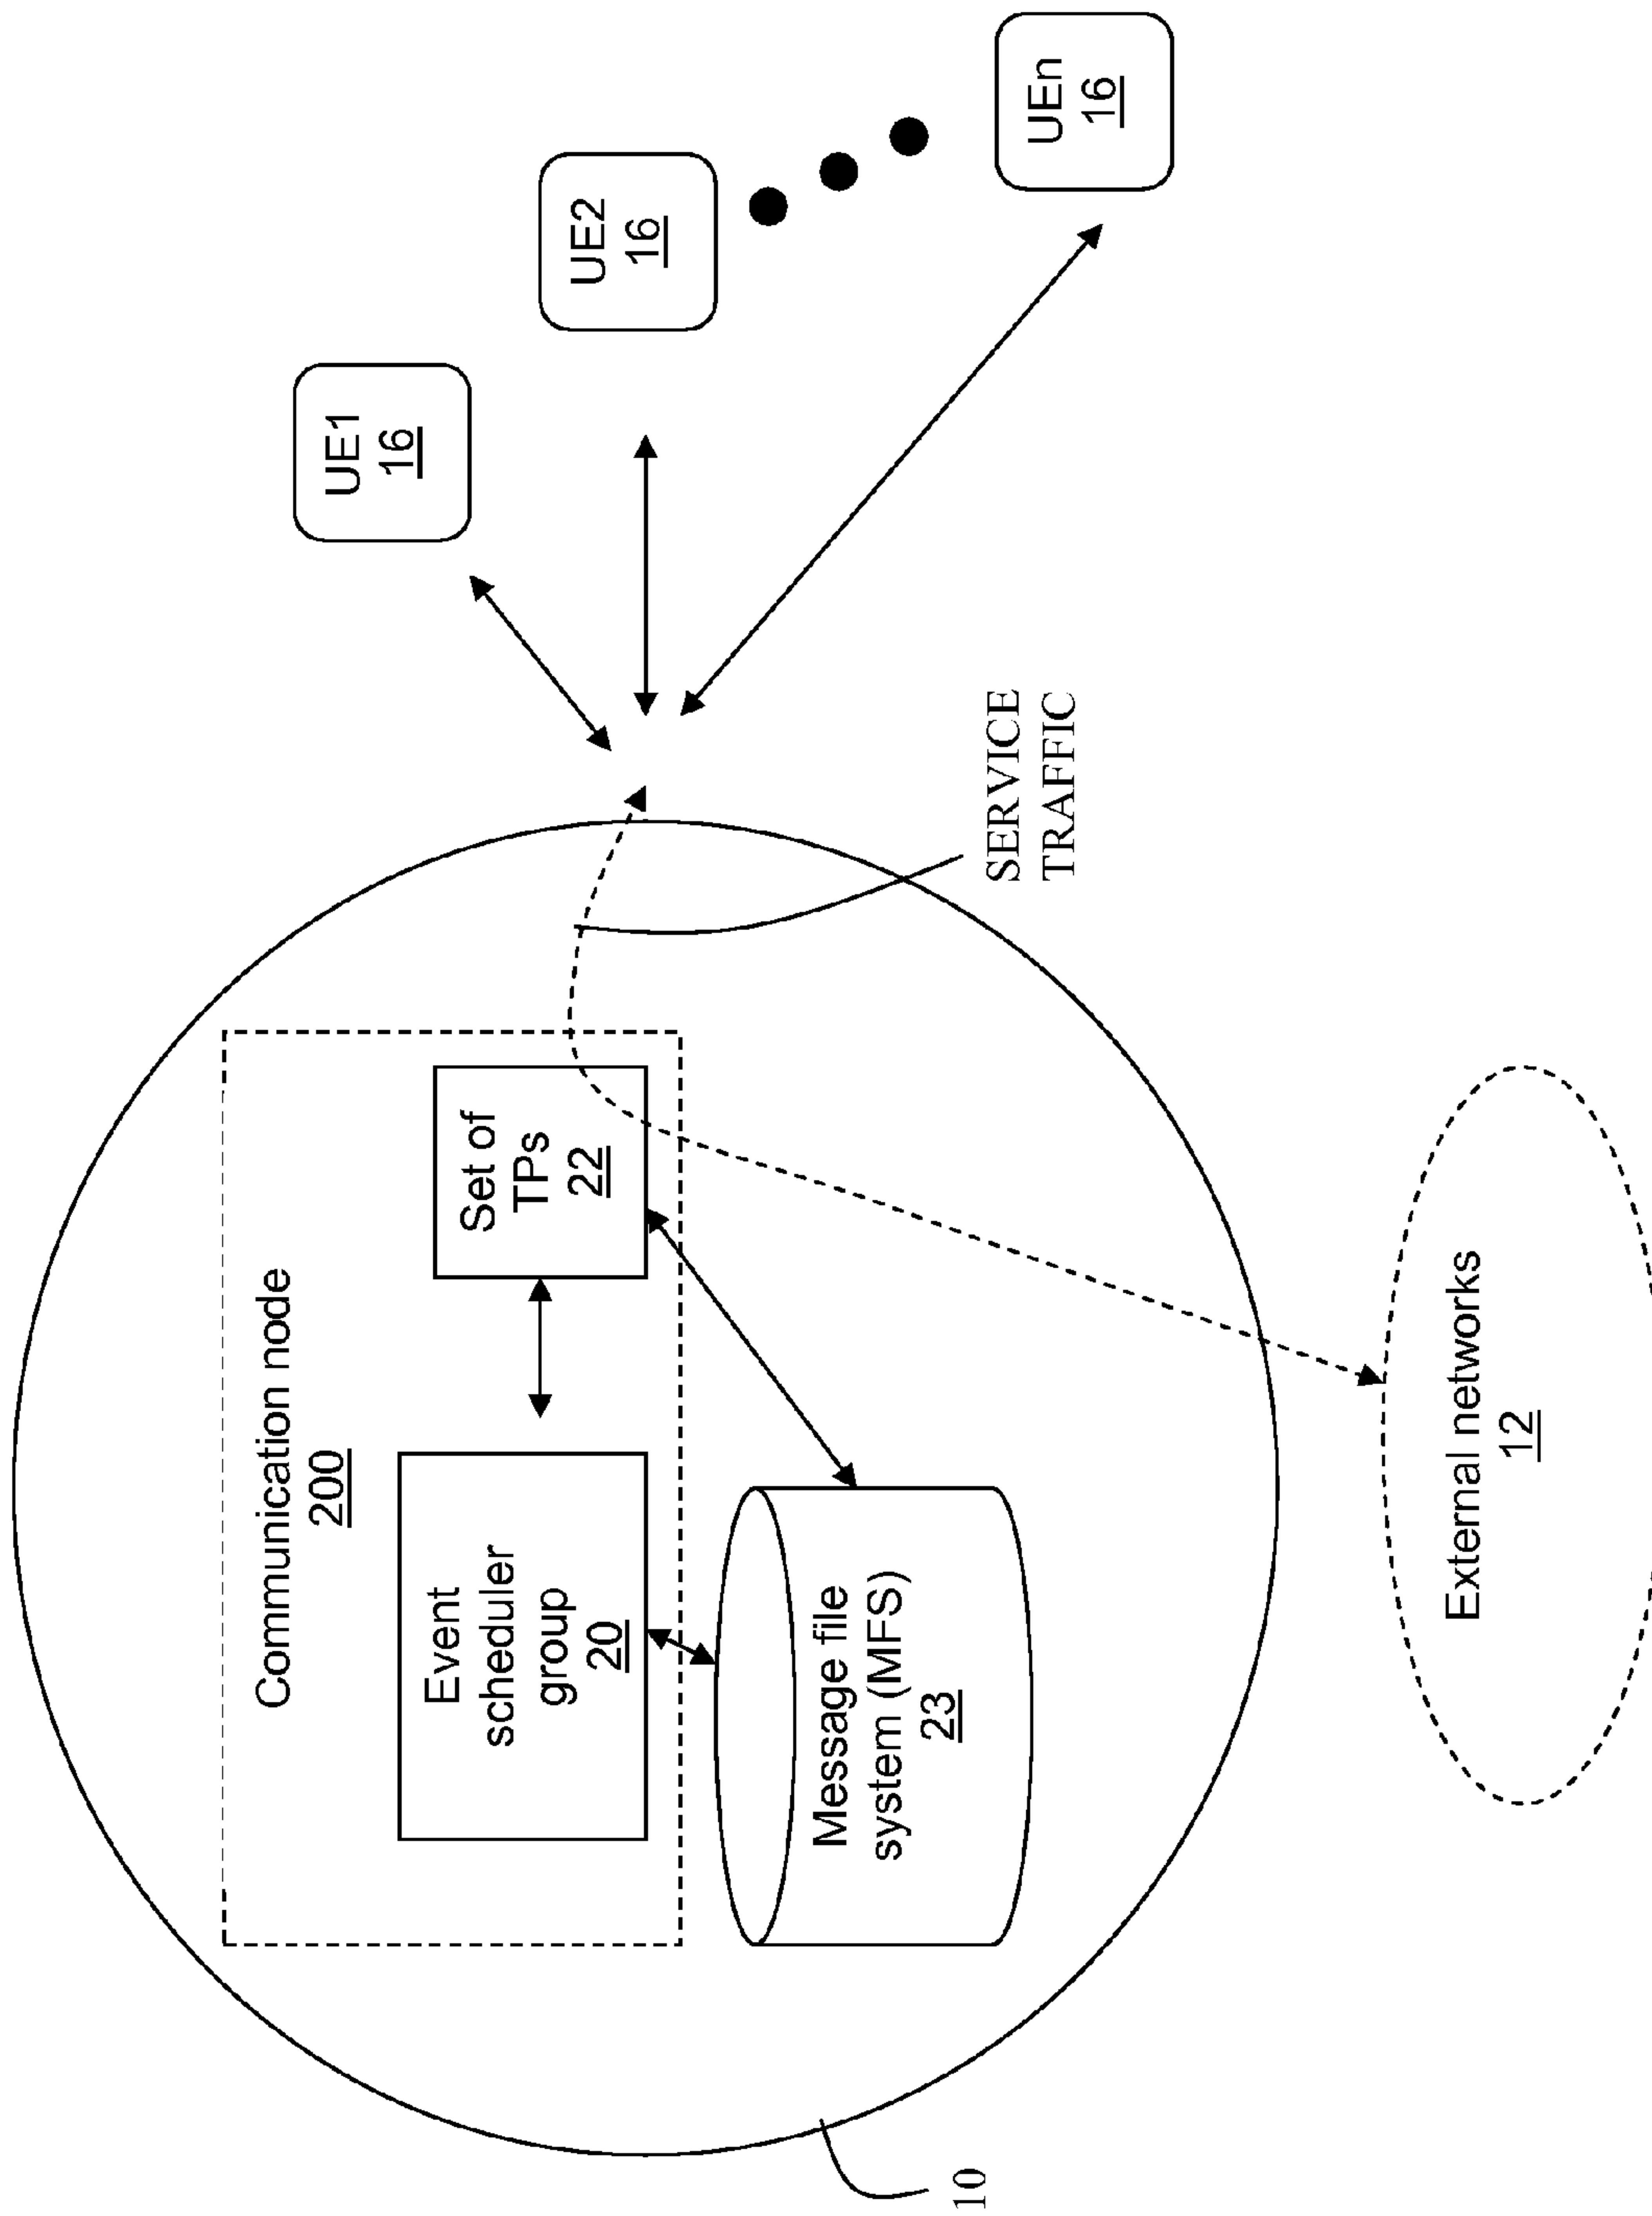 Communication node
200
Event
scheduler
group
20
Set of
TPs
22
Message file
system (MFS)
23
UE1
16
UE2
16
UEn
16
SERVICE
TRAFFIC
External networks
12
10